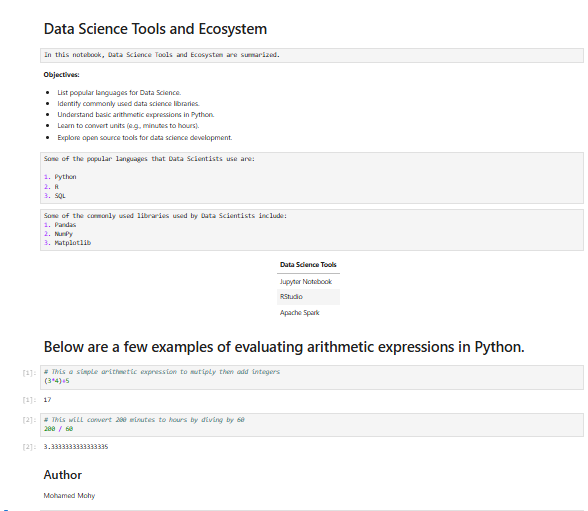 Data Science Tools and Ecosystem
In this notebook, Data Science Tools and Ecosystem are summarized.
Objectives:
• List popular languages for Data Science.
• Identify commonly used data science libraries.
• Understand basic arithmetic expressions in Python.
• Learn to convert units (e.g., minutes to hours).
• Explore open source tools for data science development.
Some of the popular languages that Data Scientists use are:
1. Python
2. R
3. SQL
Some of the commonly used libraries used by Data Scientists include:
1. Pandas
2. NumPy
3. Matplotlib
Data Science Tools
Jupyter Notebook
RStudio
Apache Spark
Below are a few examples of evaluating arithmetic expressions in Python.
[1]: # This a simple arithmetic expression to mutiply then add integers
(3*4)+5
[1]: 17
[2]: # This will convert 200 minutes to hours by diving by 60
200 / 60
[2]: 3.3333333333333335
Author
Mohamed Mohy